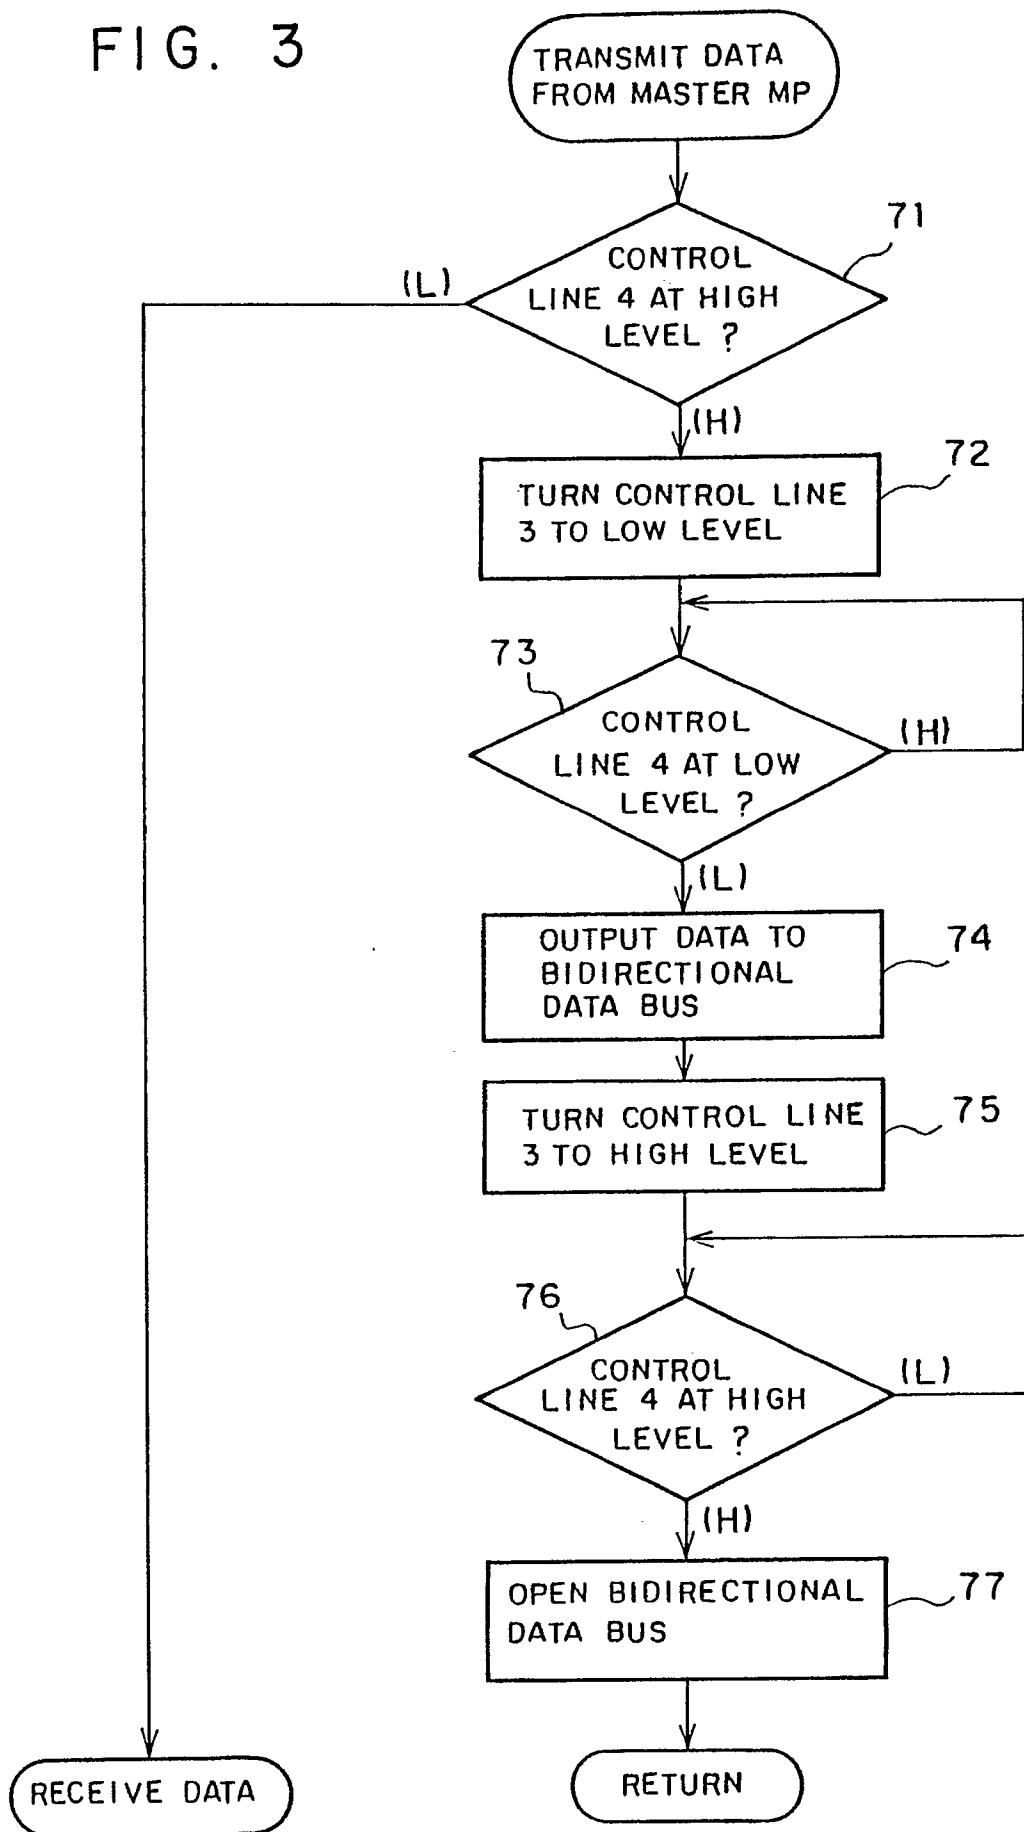 FIG. 3
TRANSMIT DATA
FROM MASTER MP
71
CONTROL
LINE 4 AT HIGH
LEVEL ?
(L)
(H)
72
TURN CONTROL LINE
3 TO LOW LEVEL
73
CONTROL
LINE 4 AT LOW
LEVEL ?
(H)
(L)
74
OUTPUT DATA TO
BIDIRECTIONAL
DATA BUS
75
TURN CONTROL LINE
3 TO HIGH LEVEL
76
CONTROL
LINE 4 AT HIGH
LEVEL ?
(L)
(H)
77
OPEN BIDIRECTIONAL
DATA BUS
RECEIVE DATA
RETURN